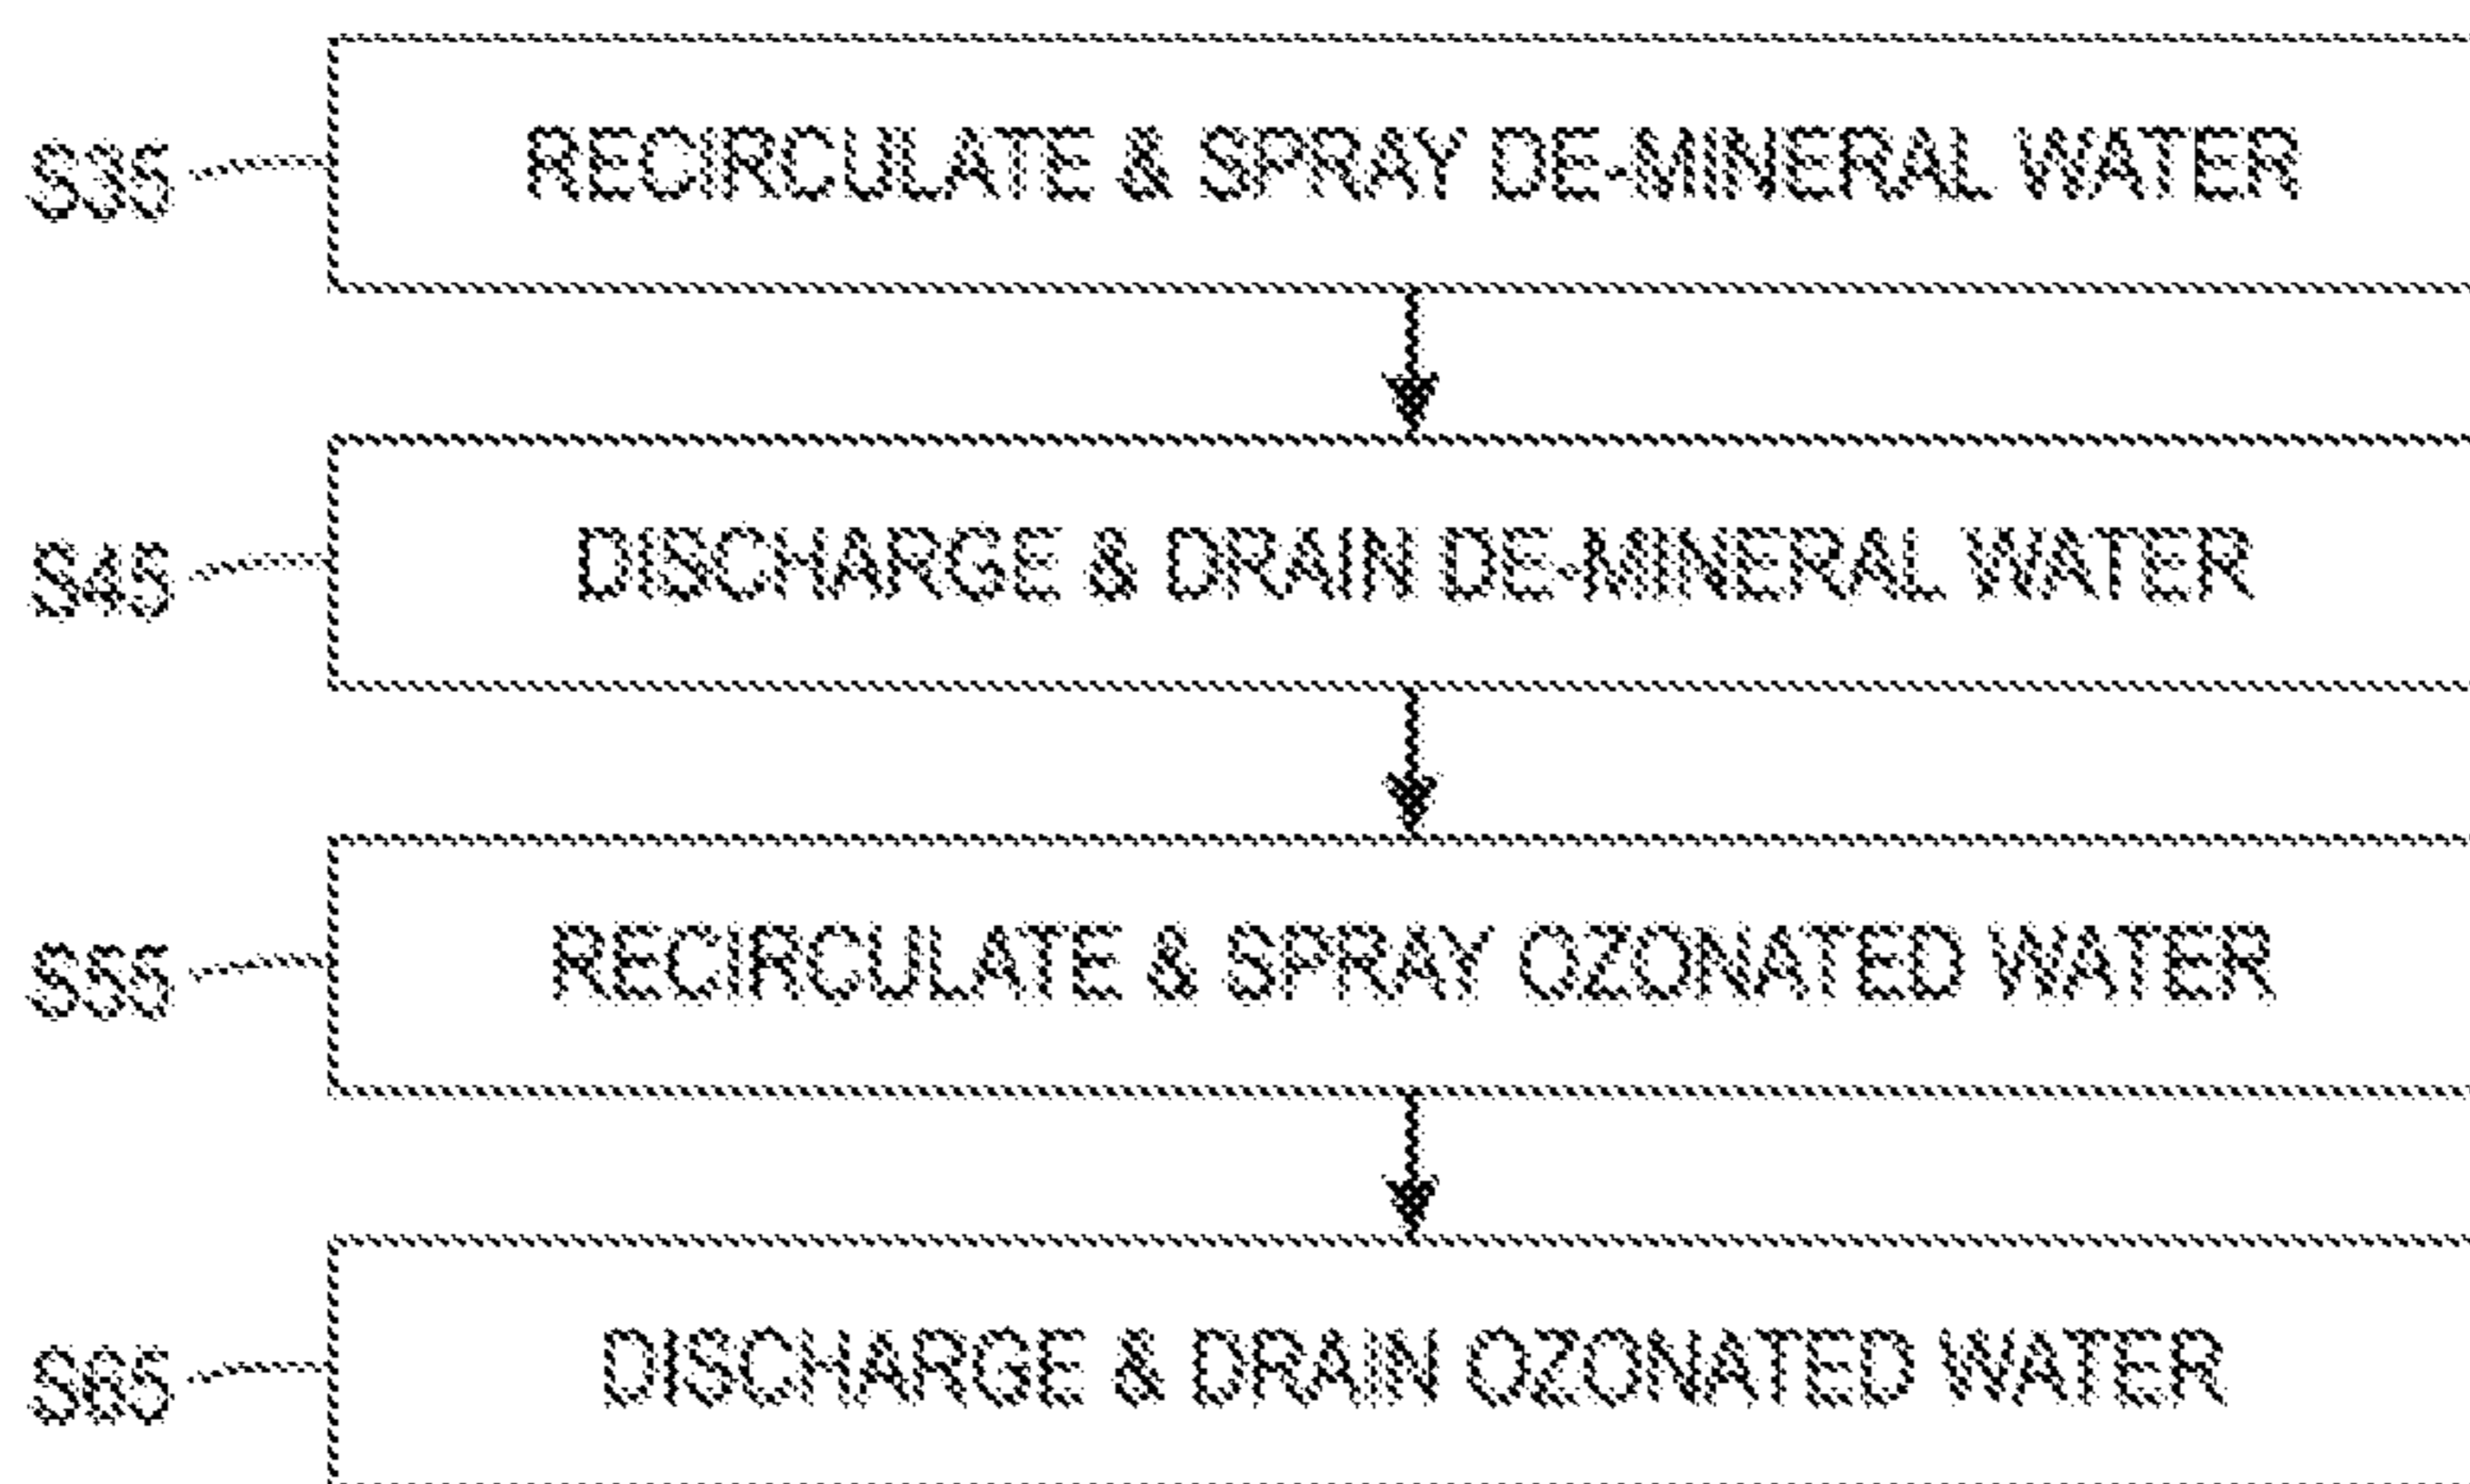 S35 RECIRCULATE & SPRAY DE-MINERAL WATER
S45 DISCHARGE & DRAIN DE-MINERAL WATER
S55 RECIRCULATE & SPRAY OZONATED WATER
S65 DISCHARGE & DRAIN OZONATED WATER